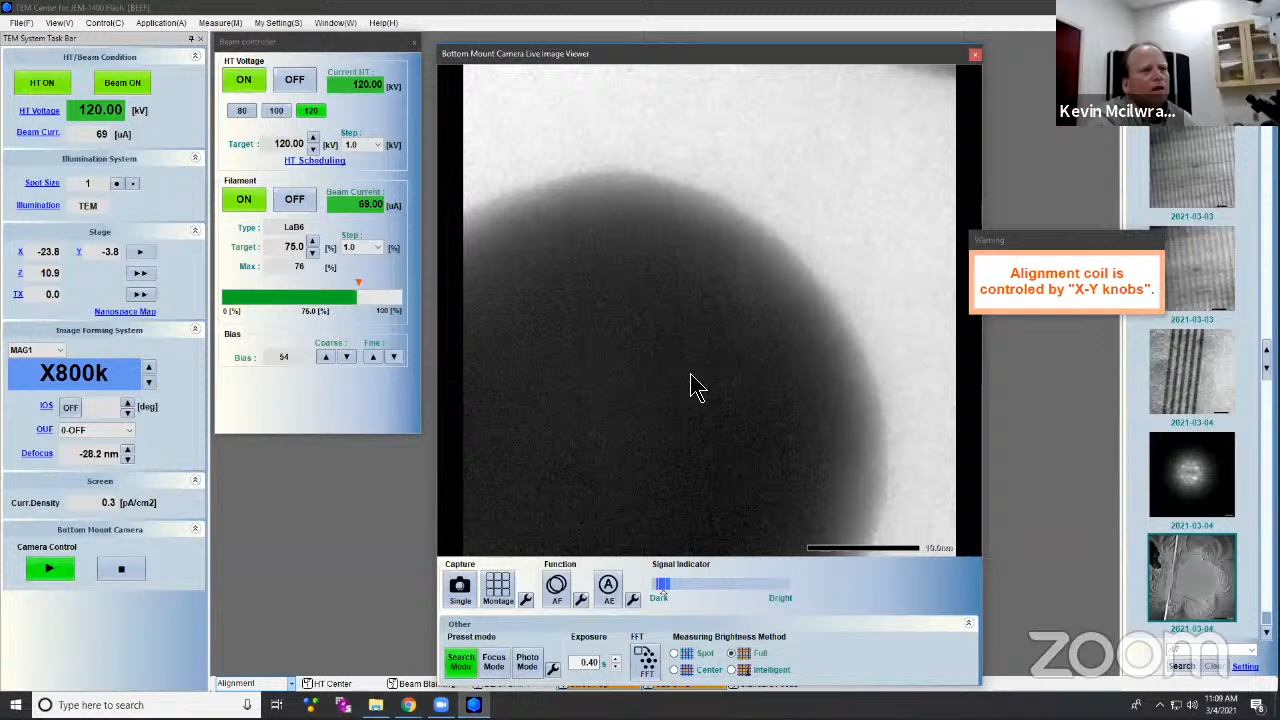 TEM Center for JEM-1400 Flash, [BEEF]
File(F) View(V) Application(A) Measure(M) My Setting(S) Window(W) Help(H)
TEM System Task Bar
HT/Beam Condition
HT ON
Beam ON
HT Voltage 120.00 [kV]
Beam Curr. 69 [uA]
Illumination System
Spot Size 1
Illumination TEM
Stage
X -23.8 Y -3.8
Z 10.9
TX 0.0
Nanospace Map
Image Forming System
MAG1
X800k
IOS OFF [deg]
OUF 0-OFF
Defocus -28.2 nm
Screen
Curr.Density 0.3 [pA/cm2]
Bottom Mount Camera
Camera Control
Beam controller
HT Voltage
ON OFF
Current HT:
120.00 [kV]
80 100 120
Step:
Target: 120.00 [kV] 1.0 [kV]
HT Scheduling
Filament
ON OFF
Beam Current:
69.00 [uA]
Type: LaB6
Step:
Target: 75.0 [%] 1.0 [%]
Max: 76 [%]
0 [%] 75.0 [%] 100 [%]
Bias
Coarse: Fine:
Bias: 54
Bottom Mount Camera Live Image Viewer
10.0nm
Capture
Function
Signal Indicator
Single
Montage
AF
AE
Dark
Bright
Other
Preset mode
Exposure
FFT
Measuring Brightness Method
Search Mode
Focus Mode
Photo Mode
0.40 s
FFT
Spot
Full
Center
Intelligent
Kevin Mcilwra...
Warning
Alignment coil is
controled by "X-Y knobs".
2021-03-03
2021-03-03
2021-03-04
2021-03-04
2021-03-04
Search
Clear
Setting
zoom
Alignment
HT Center
Beam Blanking
Type here to search
11:09 AM
3/4/2021
8